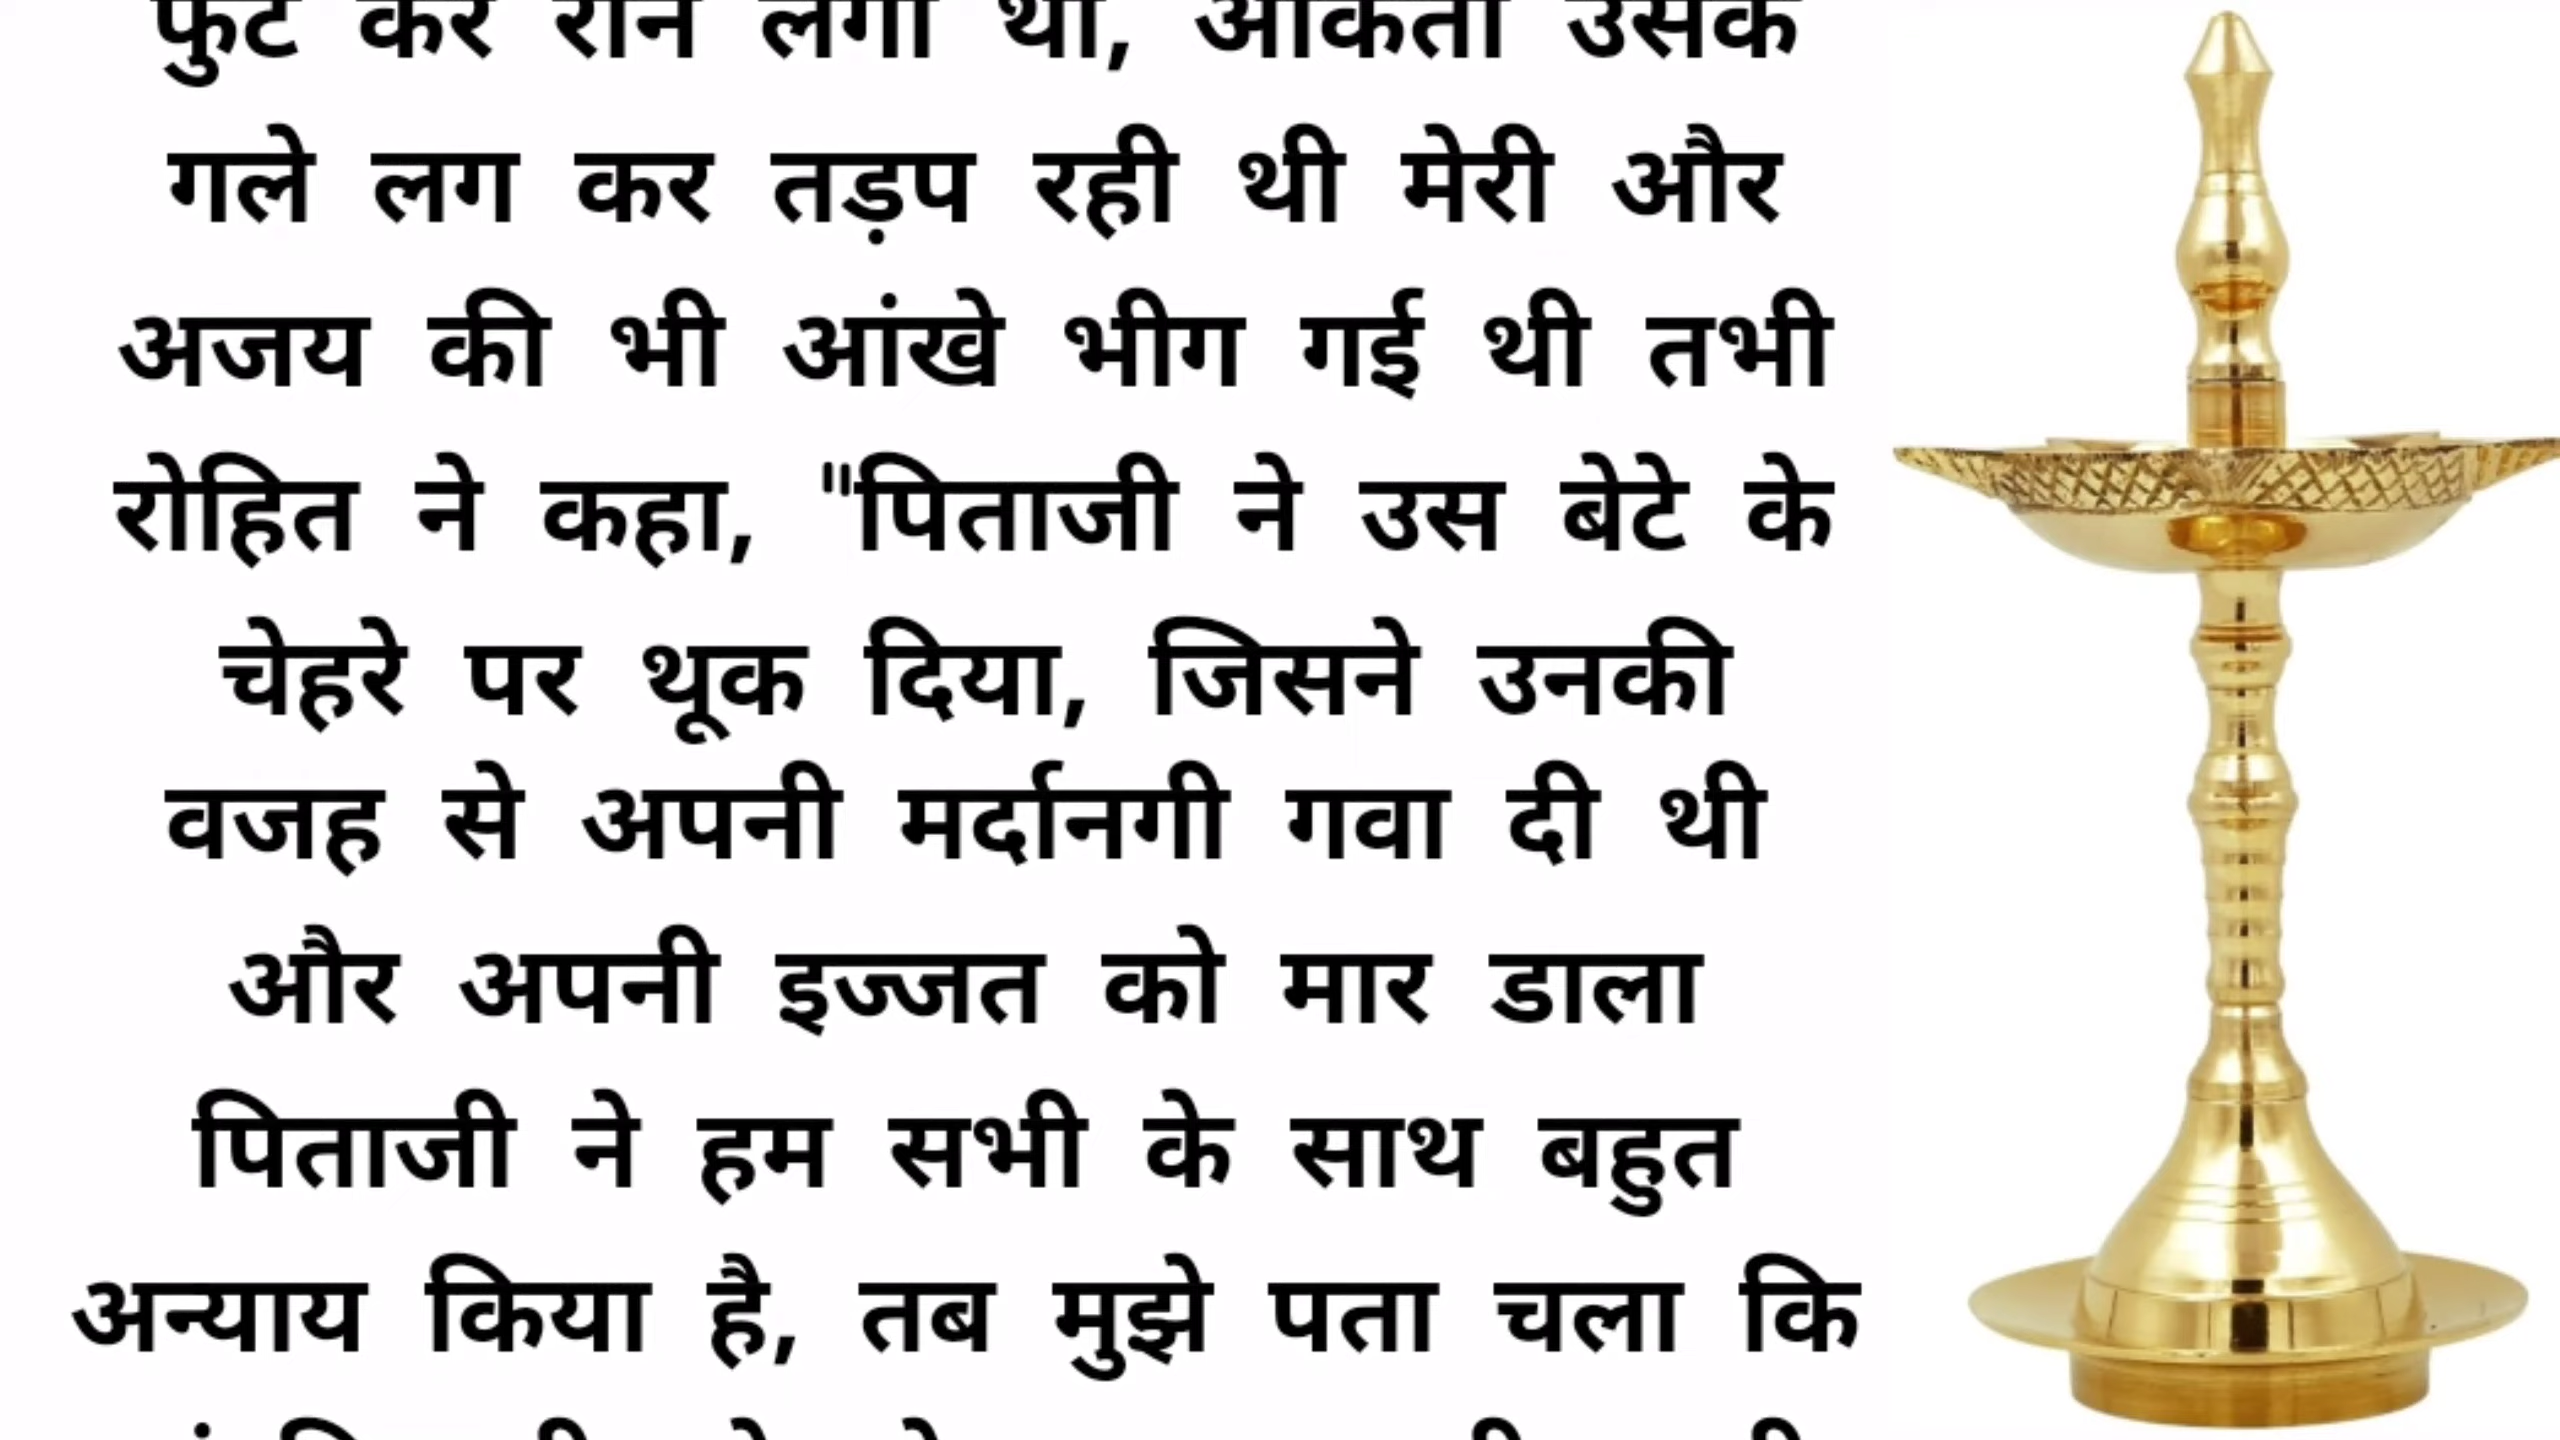 फुट कर रोने लगा था, अंकिता उसके
गले लग कर तड़प रही थी मेरी और
अजय की भी आंखे भीग गई थी तभी
रोहित ने कहा, "पिताजी ने उस बेटे के
चेहरे पर थूक दिया, जिसने उनकी
वजह से अपनी मर्दानगी गवा दी थी
और अपनी इज्जत को मार डाला
पिताजी ने हम सभी के साथ बहुत
अन्याय किया है, तब मुझे पता चला कि